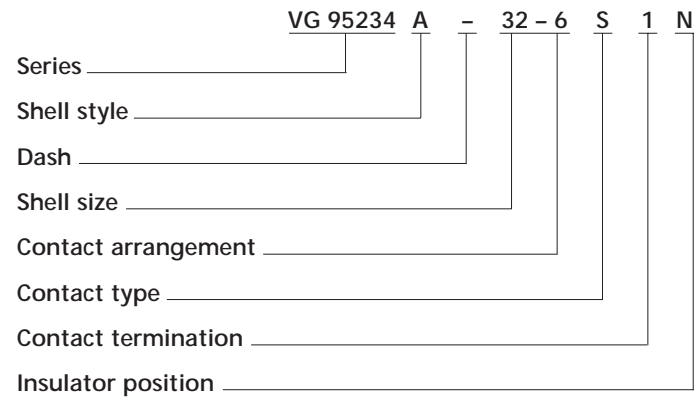 VG 95234 A – 32 – 6 S 1 N
Series
Shell style
Dash
Shell size
Contact arrangement
Contact type
Contact termination
Insulator position